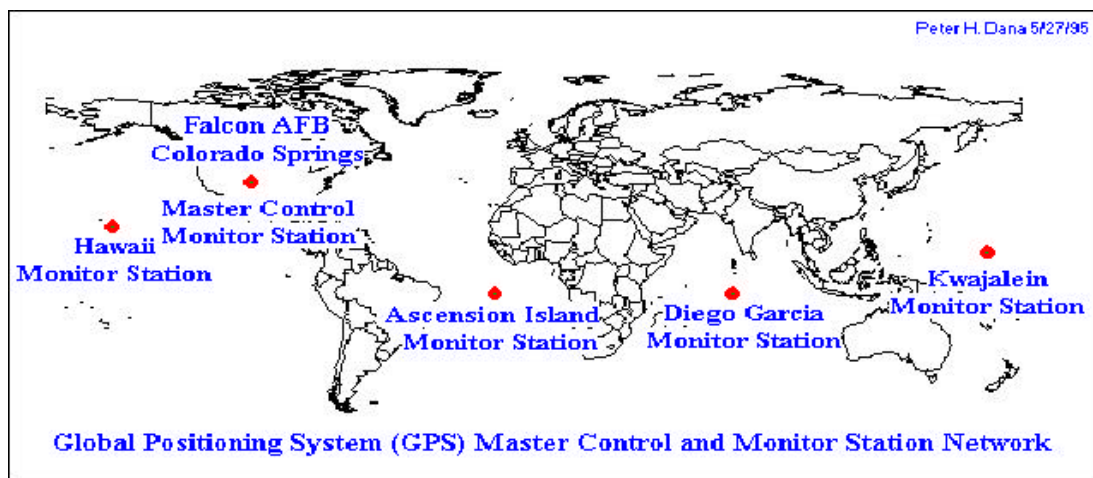 Peter H. Dana 5/27/95
Falcon AFB
Colorado Springs
Master Control
Monitor Station
Hawaii
Monitor Station
Ascension Island
Monitor Station
Diego Garcia
Monitor Station
Kwajalein
Monitor Station
Global Positioning System (GPS) Master Control and Monitor Station Network